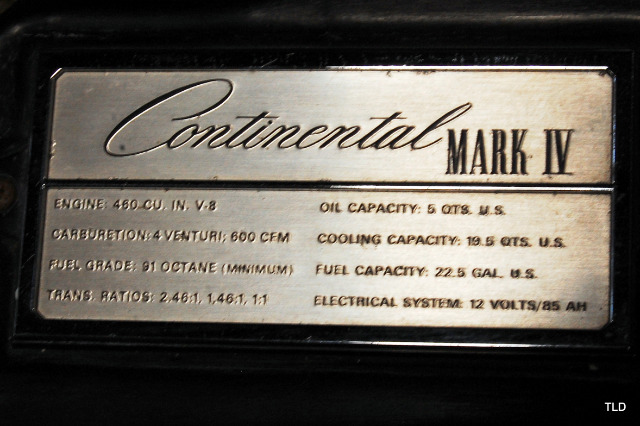 Continental MARK IV
ENGINE: 460 CU. IN. V-8
CARBURETION: 4 VENTURI; 600 CFM
FUEL GRADE: 91 OCTANE (MINIMUM)
TRANS. RATIOS: 2.46:1, 1.46:1, 1:1
OIL CAPACITY: 5 QTS. U.S.
COOLING CAPACITY: 19.5 QTS. U.S.
FUEL CAPACITY: 22.5 GAL. U.S.
ELECTRICAL SYSTEM: 12 VOLTS/85 AH
TLD